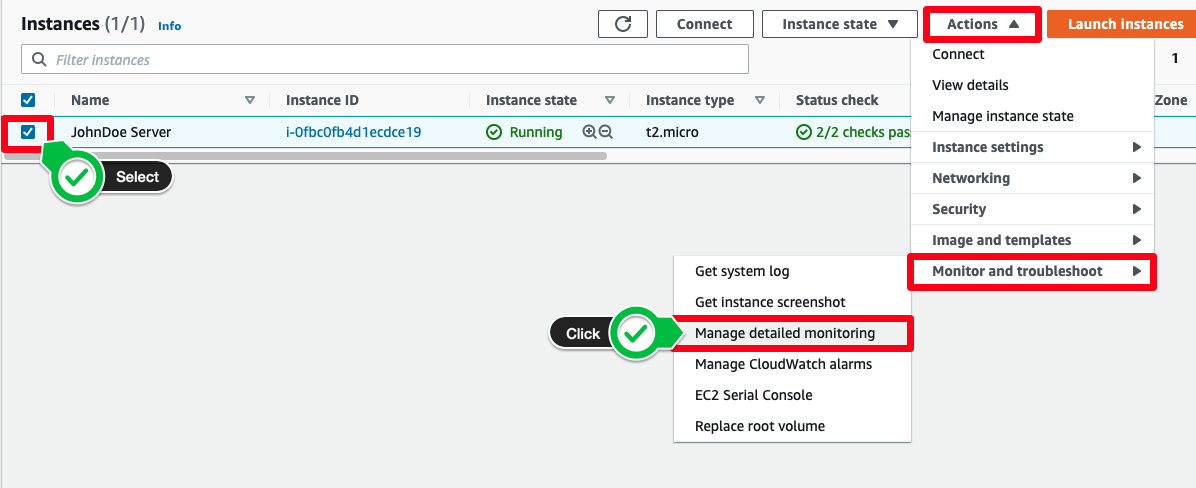 Instances (1/1) Info
Connect
Instance state
Actions
Launch instances
Filter instances
1
Name
Instance ID
Instance state
Instance type
Status check
Zone
JohnDoe Server
i-0fbc0fb4d1ecdce19
Running
t2.micro
2/2 checks pas
Select
Connect
View details
Manage instance state
Instance settings
Networking
Security
Image and templates
Monitor and troubleshoot
Get system log
Get instance screenshot
Click
Manage detailed monitoring
Manage CloudWatch alarms
EC2 Serial Console
Replace root volume